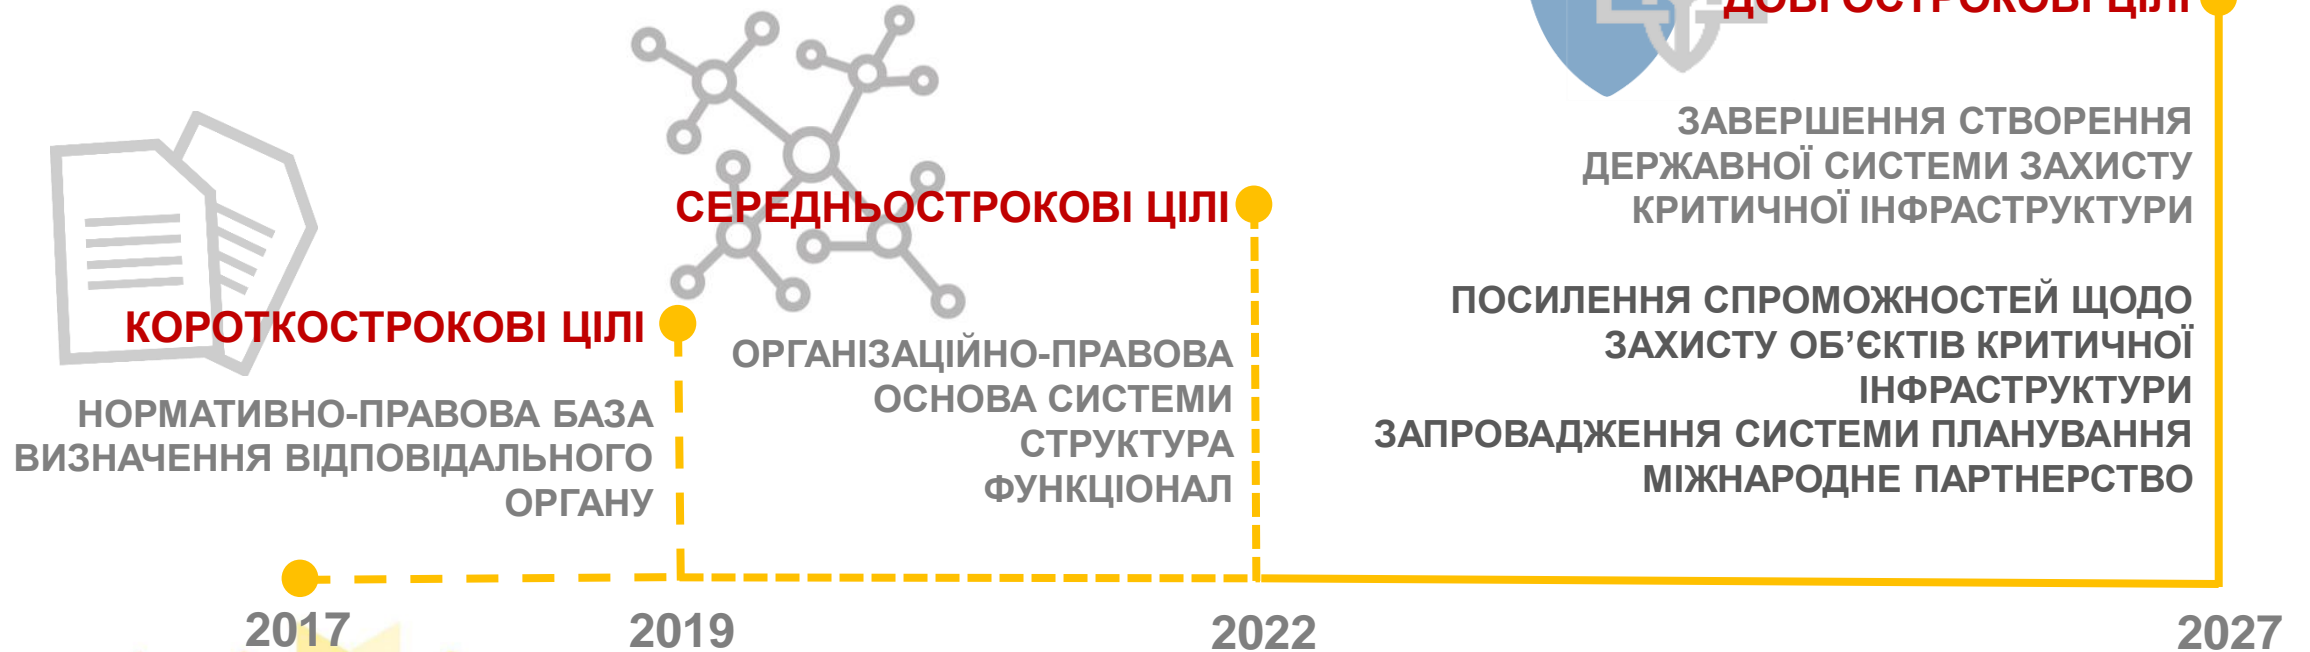 КОРОТКОСТРОКОВІ ЦІЛІ
НОРМАТИВНО-ПРАВОВА БАЗА
ВИЗНАЧЕННЯ ВІДПОВІДАЛЬНОГО
ОРГАНУ
СЕРЕДНЬОСТРОКОВІ ЦІЛІ
ОРГАНІЗАЦІЙНО-ПРАВОВА
ОСНОВА СИСТЕМИ
СТРУКТУРА
ФУНКЦІОНАЛ
ДОВГОСТРОКОВІ ЦІЛІ
ЗАВЕРШЕННЯ СТВОРЕННЯ
ДЕРЖАВНОЇ СИСТЕМИ ЗАХИСТУ
КРИТИЧНОЇ ІНФРАСТРУКТУРИ
ПОСИЛЕННЯ СПРОМОЖНОСТЕЙ ЩОДО
ЗАХИСТУ ОБ’ЄКТІВ КРИТИЧНОЇ
ІНФРАСТРУКТУРИ
ЗАПРОВАДЖЕННЯ СИСТЕМИ ПЛАНУВАННЯ
МІЖНАРОДНЕ ПАРТНЕРСТВО
2017
2019
2022
2027